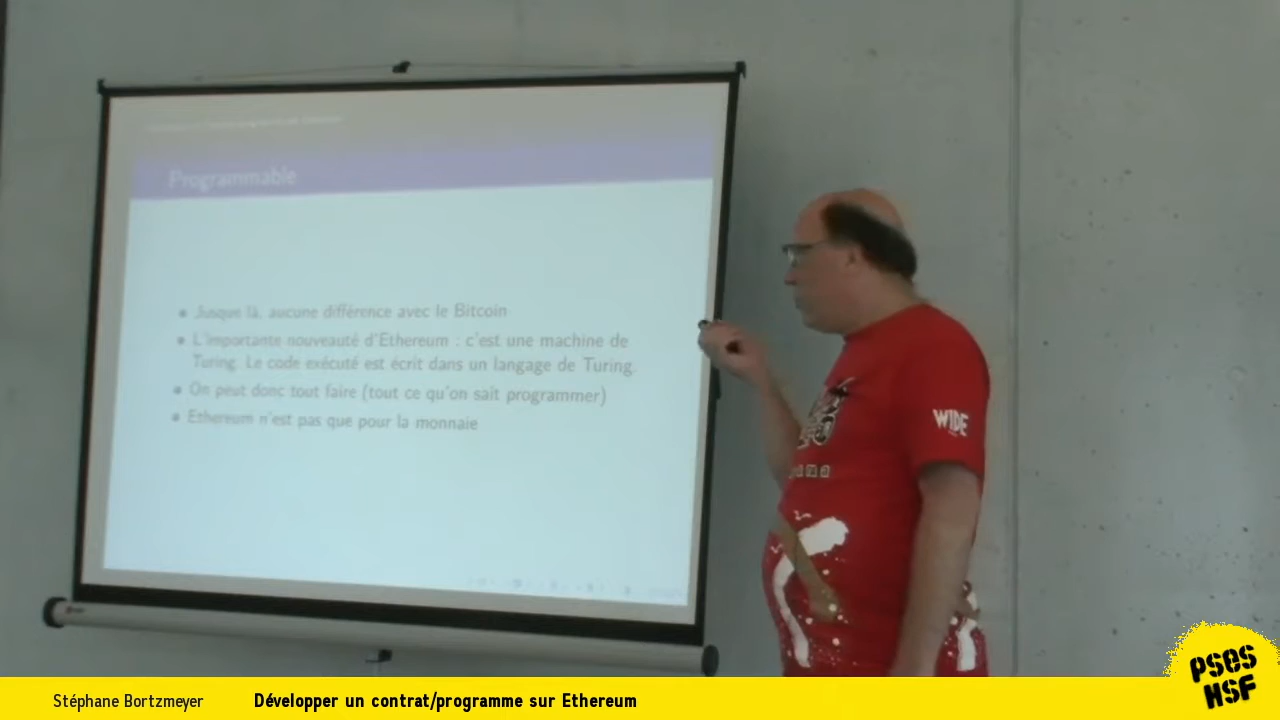 Programmable
Jusque là, aucune différence avec le Bitcoin
L'importante nouveauté d'Ethereum : c'est une machine de
Turing. Le code exécuté est écrit dans un langage de Turing.
On peut donc tout faire (tout ce qu'on sait programmer)
Ethereum n'est pas que pour la monnaie
WIDE
Stéphane Bortzmeyer
Développer un contrat/programme sur Ethereum
PSES
HSF